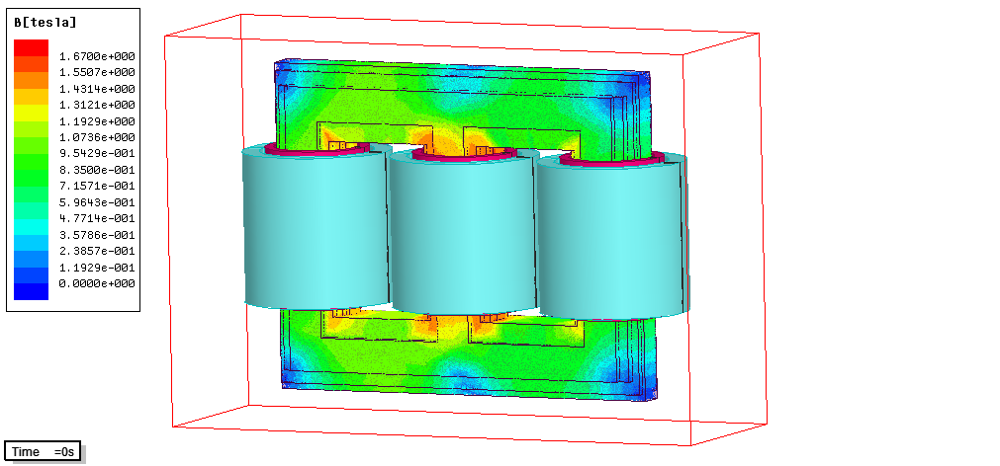 B[tesla]
1.6700e+000
1.5507e+000
1.4314e+000
1.3121e+000
1.1929e+000
1.0736e+000
9.5429e-001
8.3500e-001
7.1571e-001
5.9643e-001
4.7714e-001
3.5786e-001
2.3857e-001
1.1929e-001
0.0000e+000
Time =0s